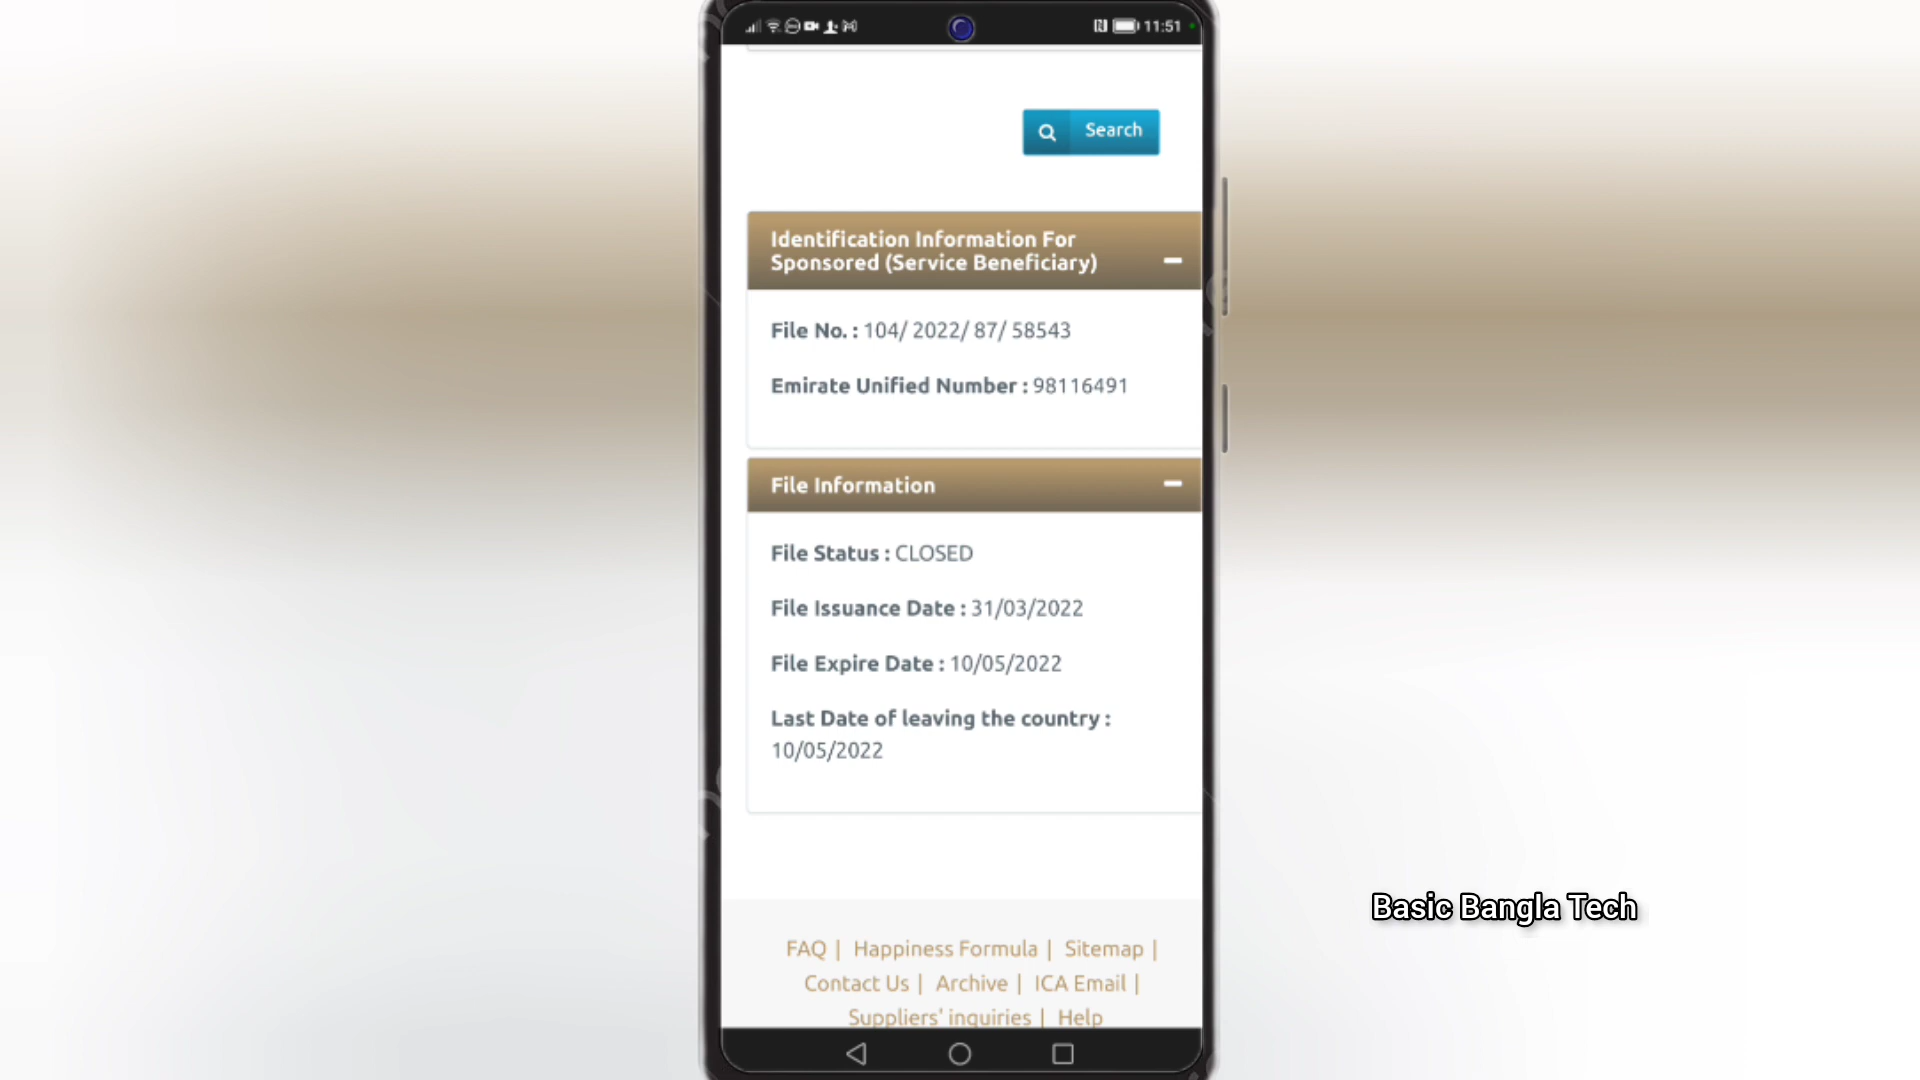 11:51
Search
Identification Information For
Sponsored (Service Beneficiary)
File No. : 104/ 2022/ 87/ 58543
Emirate Unified Number : 98116491
File Information
File Status : CLOSED
File Issuance Date : 31/03/2022
File Expire Date : 10/05/2022
Last Date of leaving the country :
10/05/2022
Basic Bangla Tech
FAQ | Happiness Formula | Sitemap |
Contact Us | Archive | ICA Email |
Suppliers' inquiries | Help